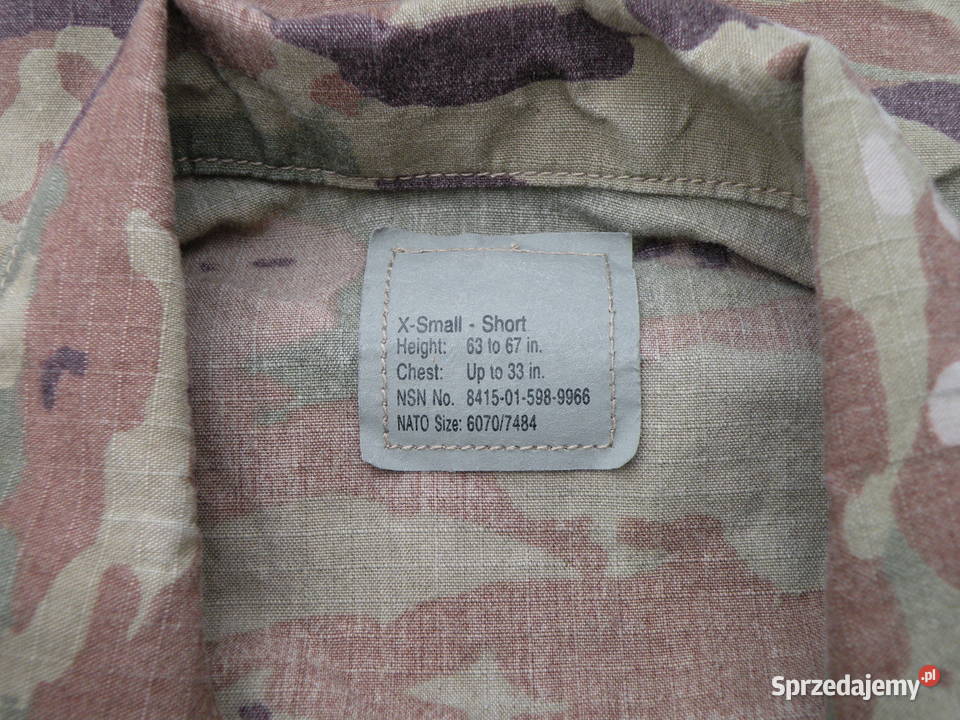 X-Small - Short
Height: 63 to 67 in.
Chest: Up to 33 in.
NSN No. 8415-01-598-9966
NATO Size: 6070/7484
Sprzedajemy.pl